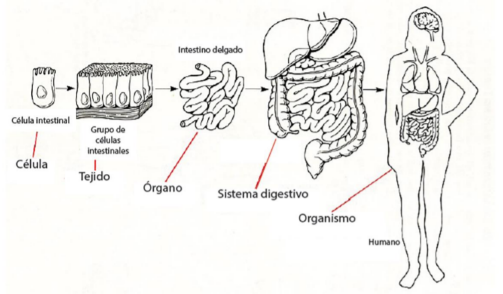 Intestino delgado
Célula intestinal
Grupo de
células
intestinales
Célula
Tejido
Órgano
Sistema digestivo
Organismo
Humano